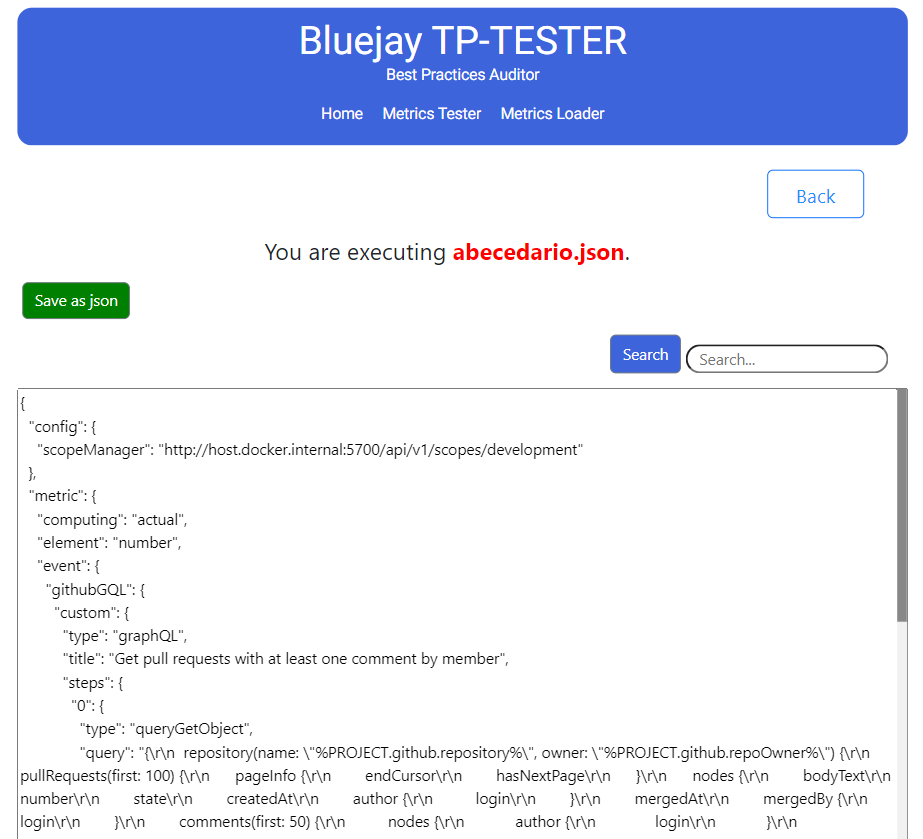 Bluejay TP-TESTER
Best Practices Auditor
Home Metrics Tester Metrics Loader
Back
You are executing abecedario.json.
Save as json
Search Search...
{
"config": {
"scopeManager": "http://host.docker.internal:5700/api/v1/scopes/development"
},
"metric": {
"computing": "actual",
"element": "number",
"event": {
"githubGQL": {
"custom": {
"type": "graphQL",
"title": "Get pull requests with at least one comment by member",
"steps": {
"0": {
"type": "queryGetObject",
"query": "{\r\n  repository(name: \"%PROJECT.github.repository%\", owner: \"%PROJECT.github.repoOwner%\") {\r\n
pullRequests(first: 100) {\r\n      pageInfo {\r\n        endCursor\r\n        hasNextPage\r\n      }\r\n      nodes {\r\n        bodyText\r\n
number\r\n        state\r\n        createdAt\r\n        author {\r\n          login\r\n        }\r\n        mergedAt\r\n        mergedBy {\r\n
login\r\n        }\r\n        comments(first: 50) {\r\n          nodes {\r\n            author {\r\n              login\r\n            }\r\n